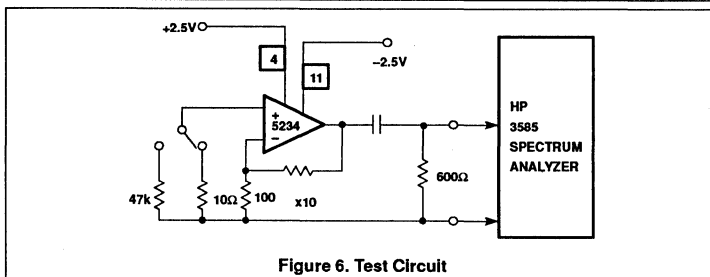 +2.5V
4
11
−2.5V
+
5234
−
47k
10Ω
100
x10
600Ω
HP
3585
SPECTRUM
ANALYZER
Figure 6. Test Circuit